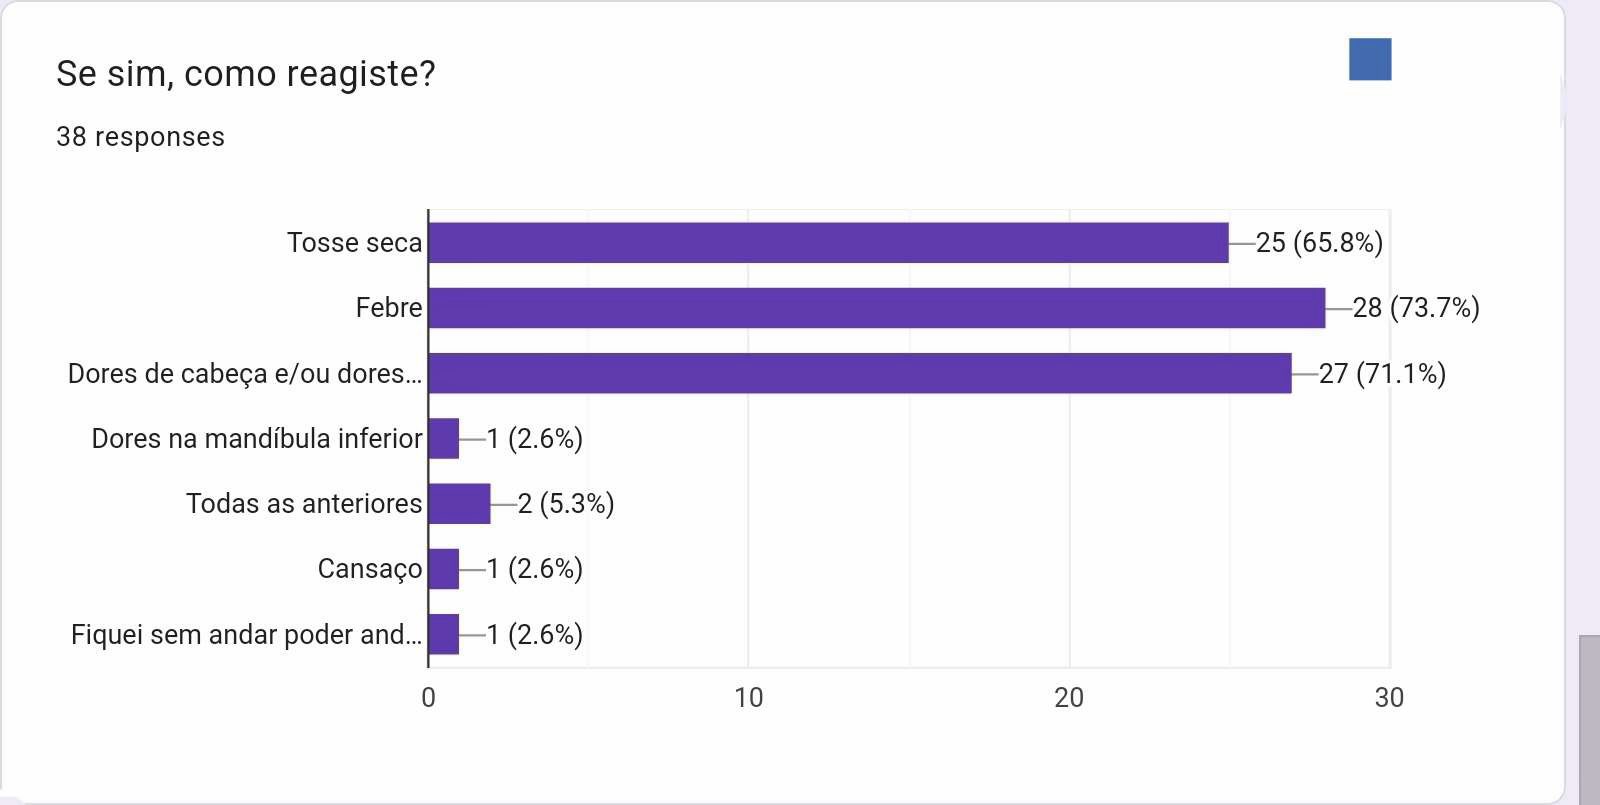 Se sim, como reagiste?
38 responses
Tosse seca 25 (65.8%)
Febre 28 (73.7%)
Dores de cabeça e/ou dores… 27 (71.1%)
Dores na mandíbula inferior 1 (2.6%)
Todas as anteriores 2 (5.3%)
Cansaço 1 (2.6%)
Fiquei sem andar poder and… 1 (2.6%)
0 10 20 30